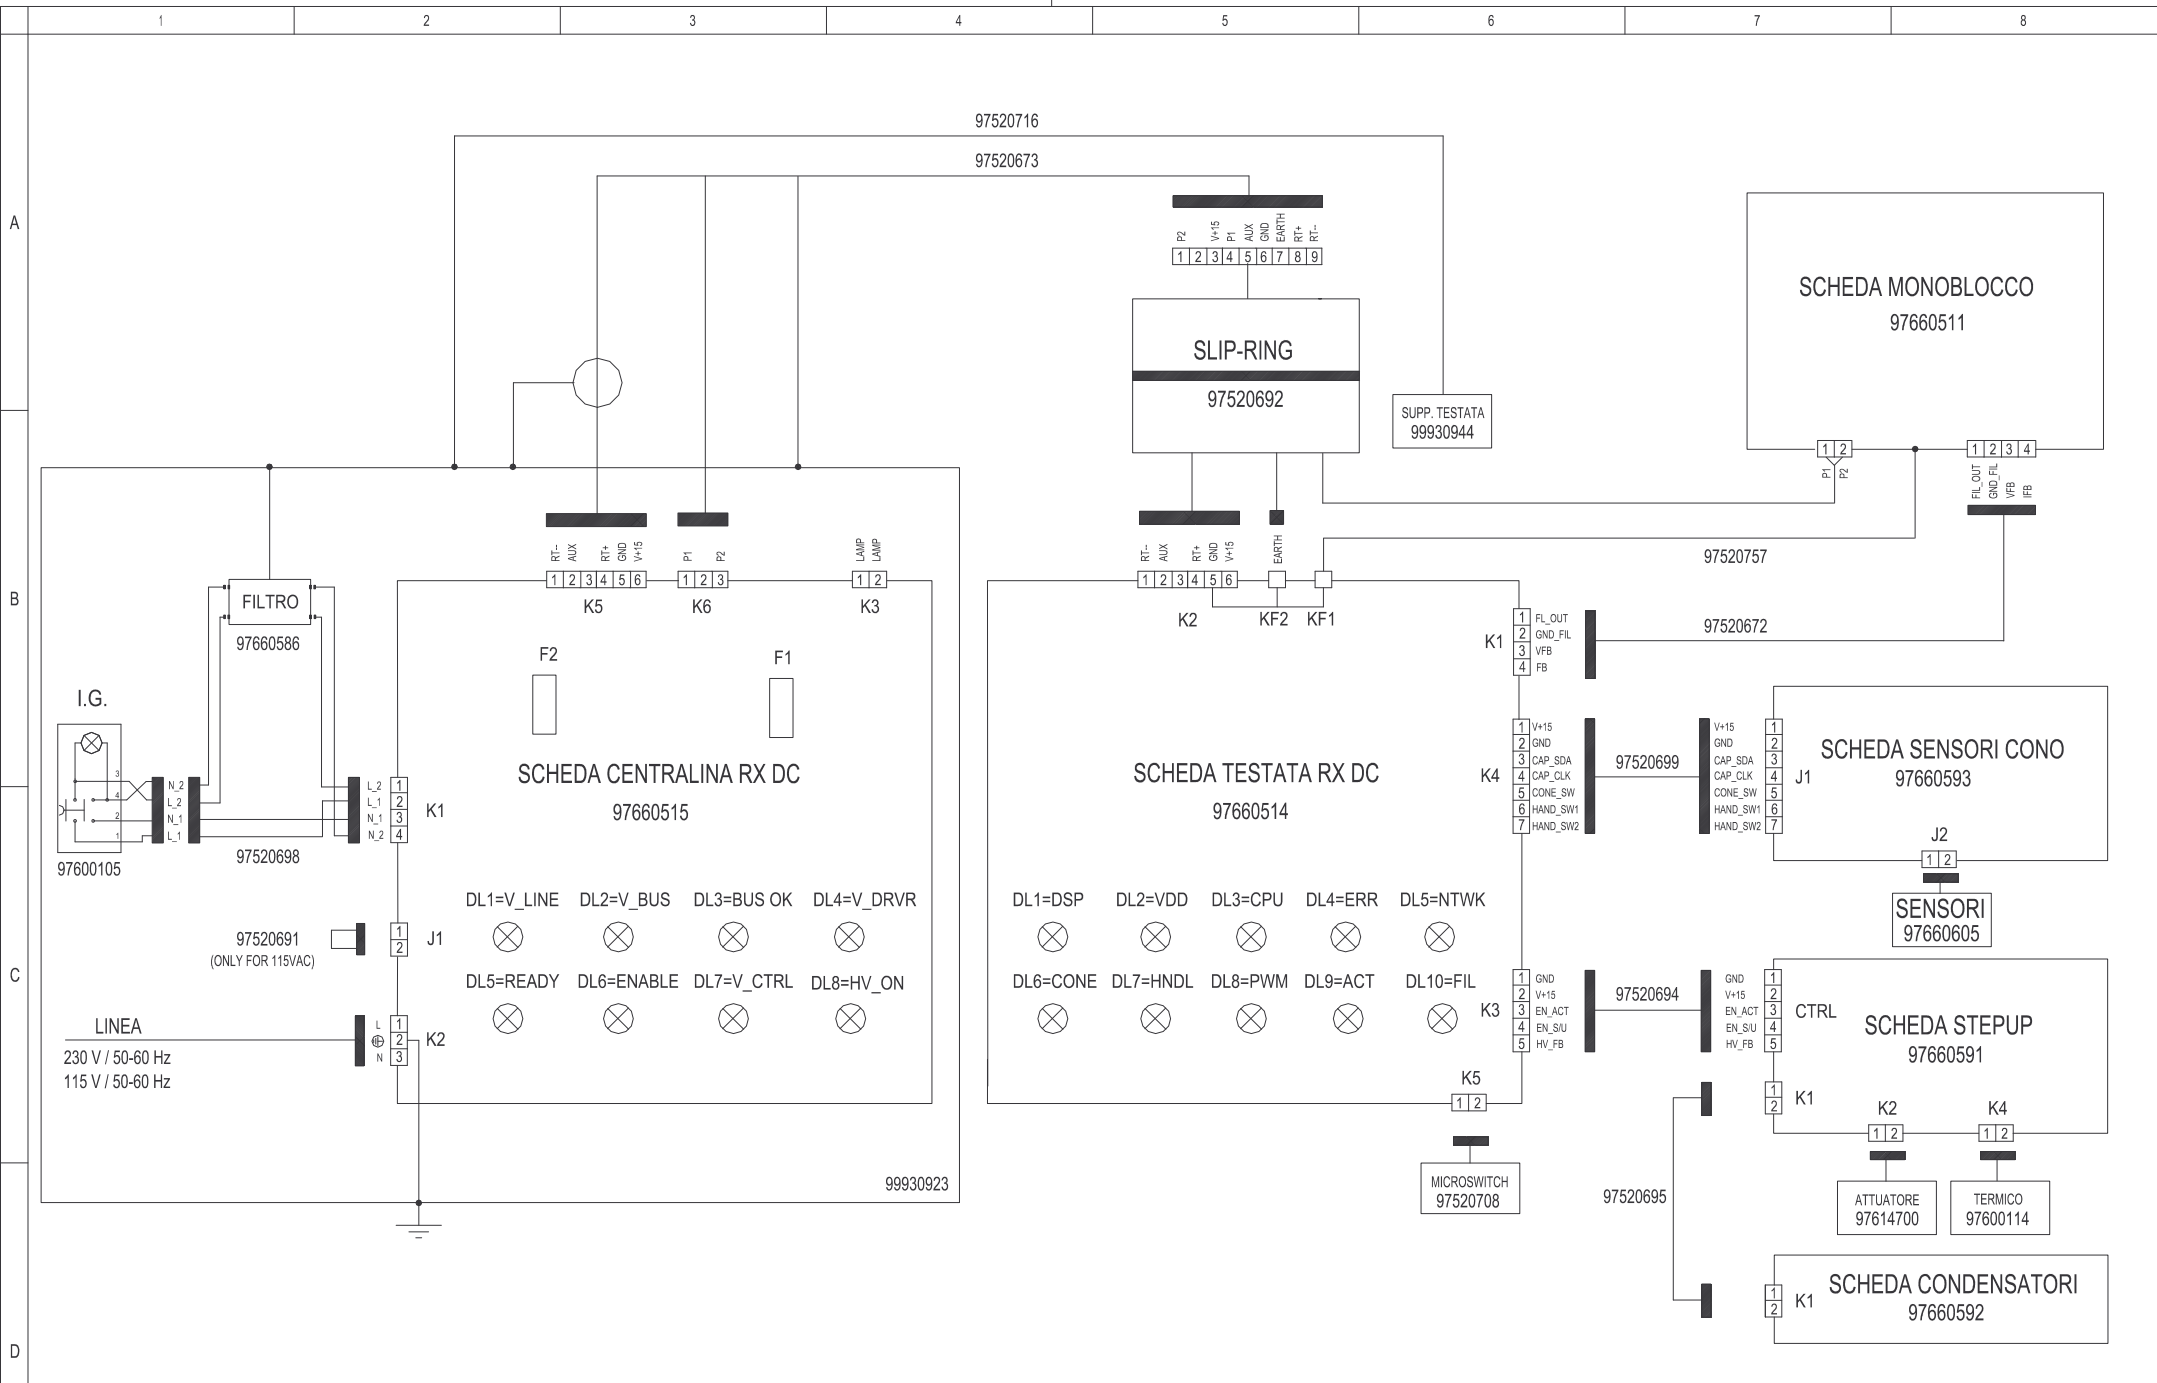 1 2 3 4 5 6 7 8
A
B
C
D
97520716
97520673
P2 V+15 P1 AUX GND EARTH RT+ RT--
1 2 3 4 5 6 7 8 9
SLIP-RING
97520692
SUPP. TESTATA
99930944
SCHEDA MONOBLOCCO
97660511
1 2
P1 P2
1 2 3 4
FIL_OUT GND_FIL VFB IFB
97520757
97520672
FILTRO
97660586
I.G.
3
4
2
1
97600105
N_2
L_2
N_1
L_1
97520698
L_2
L_1
N_1
N_2
1
2
3
4
K1
RT-- AUX RT+ GND V+15
1 2 3 4 5 6
K5
P1 P2
1 2 3
K6
LAMP LAMP
1 2
K3
F2
F1
SCHEDA CENTRALINA RX DC
97660515
DL1=V_LINE DL2=V_BUS DL3=BUS OK DL4=V_DRVR
DL5=READY DL6=ENABLE DL7=V_CTRL DL8=HV_ON
97520691
(ONLY FOR 115VAC)
1
2
J1
LINEA
230 V / 50-60 Hz
115 V / 50-60 Hz
L
N
1
2
3
K2
99930923
RT-- AUX RT+ GND V+15
1 2 3 4 5 6
K2
EARTH
KF2
KF1
SCHEDA TESTATA RX DC
97660514
DL1=DSP DL2=VDD DL3=CPU DL4=ERR DL5=NTWK
DL6=CONE DL7=HNDL DL8=PWM DL9=ACT DL10=FIL
K1
1 FL_OUT
2 GND_FIL
3 VFB
4 FB
K4
1 V+15
2 GND
3 CAP_SDA
4 CAP_CLK
5 CONE_SW
6 HAND_SW1
7 HAND_SW2
97520699
V+15 1
GND 2
CAP_SDA 3
CAP_CLK 4
CONE_SW 5
HAND_SW1 6
HAND_SW2 7
J1
SCHEDA SENSORI CONO
97660593
J2
1 2
SENSORI
97660605
K3
1 GND
2 V+15
3 EN_ACT
4 EN_S/U
5 HV_FB
97520694
GND 1
V+15 2
EN_ACT 3
EN_S/U 4
HV_FB 5
CTRL
SCHEDA STEPUP
97660591
K5
1 2
MICROSWITCH
97520708
1
2
K1
K2
1 2
K4
1 2
ATTUATORE
97614700
TERMICO
97600114
97520695
1
2
K1
SCHEDA CONDENSATORI
97660592